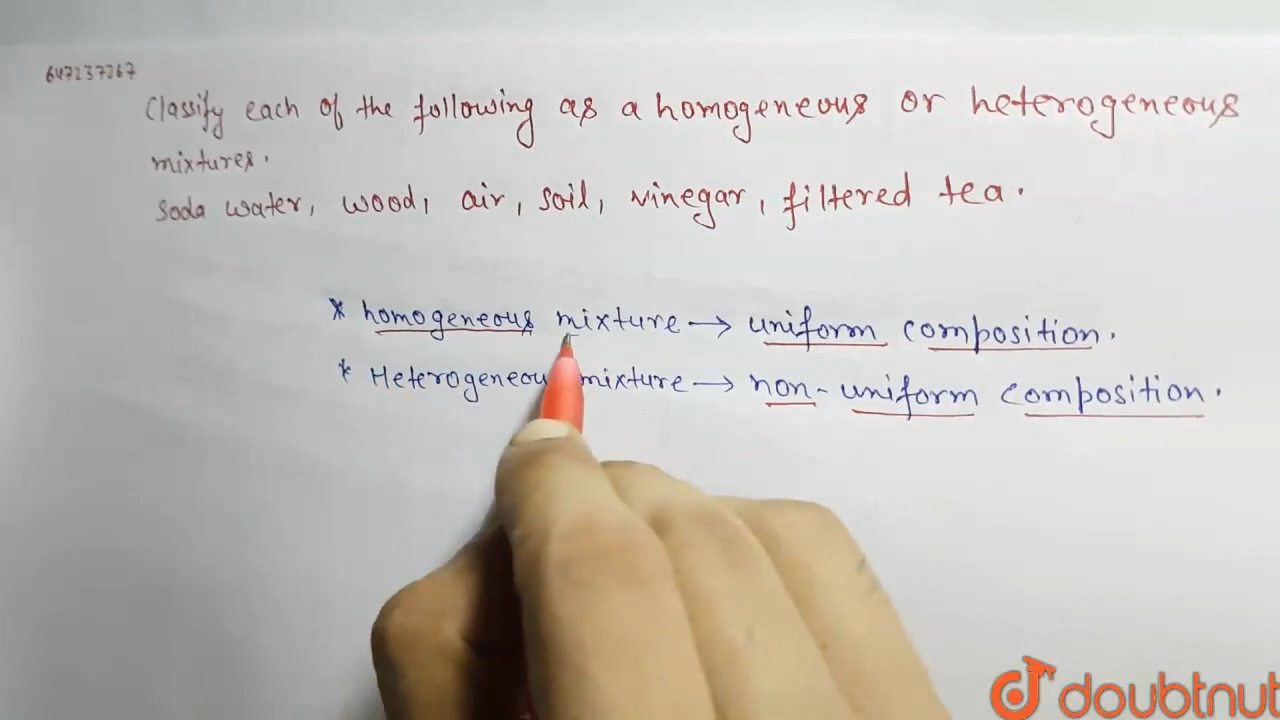 647237267
Classify each of the following as a homogeneous or heterogeneous
mixtures.
Soda water, wood, air, soil, vinegar, filtered tea.
* homogeneous mixture → uniform composition.
* Heterogeneou mixture → non-uniform composition.
doubtnut